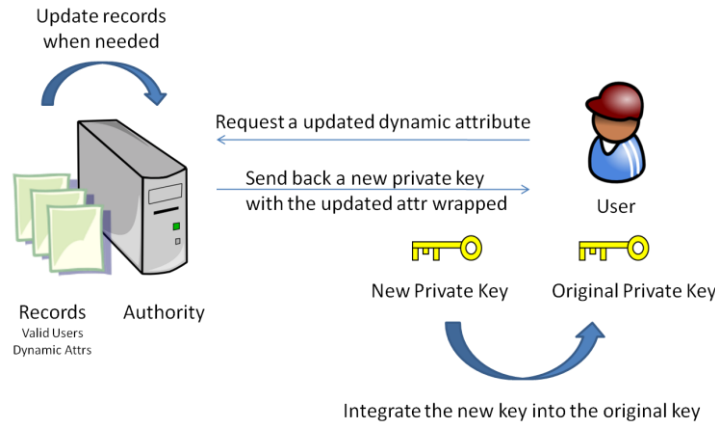 Update records
when needed
Request a updated dynamic attribute
Send back a new private key
with the updated attr wrapped
User
New Private Key
Original Private Key
Records
Authority
Valid Users
Dynamic Attrs
Integrate the new key into the original key